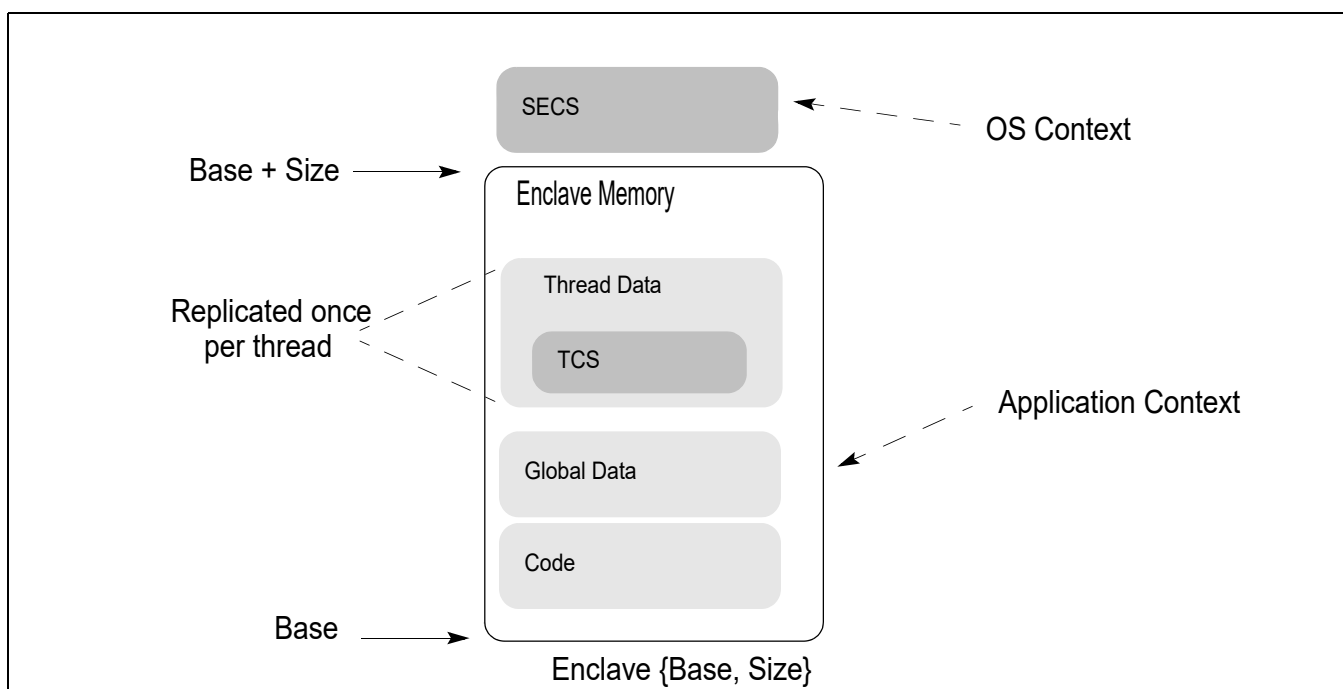 SECS
OS Context
Base + Size
Enclave Memory
Thread Data
Replicated once
per thread
TCS
Application Context
Global Data
Code
Base
Enclave {Base, Size}